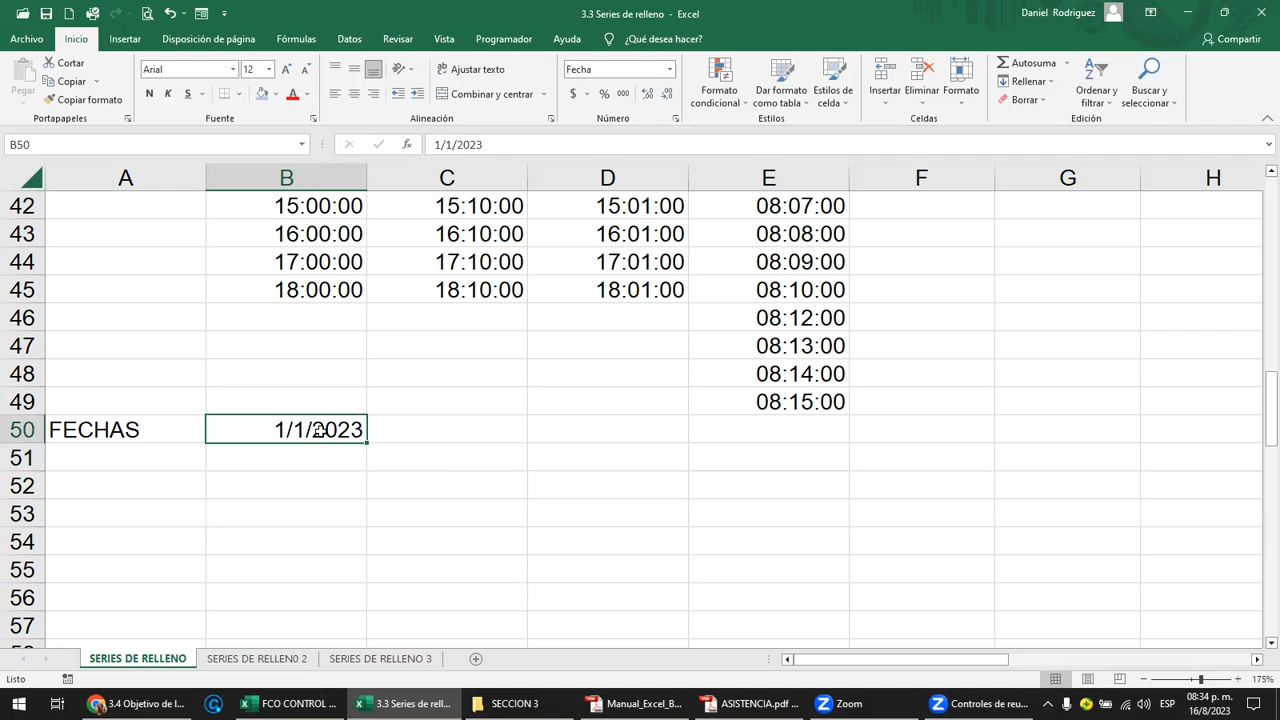 3.3 Series de relleno - Excel
Daniel Rodriguez
Archivo Inicio Insertar Disposición de página Fórmulas Datos Revisar Vista Programador Ayuda ¿Qué desea hacer? Compartir
Pegar
Cortar
Copiar
Copiar formato
Portapapeles
Arial 12
N K S
Fuente
Ajustar texto
Combinar y centrar
Alineación
Fecha
$ % 000
Número
Formato condicional
Dar formato como tabla
Estilos de celda
Estilos
Insertar Eliminar Formato
Celdas
Autosuma
Rellenar
Borrar
Ordenar y filtrar
Buscar y seleccionar
Edición
B50 fx 1/1/2023
A B C D E F G H
42 15:00:00 15:10:00 15:01:00 08:07:00
43 16:00:00 16:10:00 16:01:00 08:08:00
44 17:00:00 17:10:00 17:01:00 08:09:00
45 18:00:00 18:10:00 18:01:00 08:10:00
46 08:12:00
47 08:13:00
48 08:14:00
49 08:15:00
50 FECHAS 1/1/2023
51
52
53
54
55
56
57
SERIES DE RELLENO SERIES DE RELLEN0 2 SERIES DE RELLENO 3
Listo 175%
3.4 Objetivo de l... FCO CONTROL ... 3.3 Series de rell... SECCION 3 Manual_Excel_B... ASISTENCIA.pdf ... Zoom Controles de reu... ESP 08:34 p. m.
16/8/2023